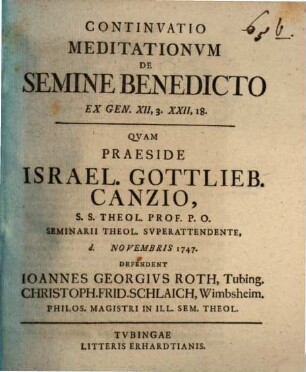 CONTINVATIO
MEDITATIONVM
DE
SEMINE BENEDICTO
EX GEN. XII, 3. XXII, 18.
QVAM
PRAESIDE
ISRAEL. GOTTLIEB.
CANZIO,
S. S. THEOL. PROF. P. O.
SEMINARII THEOL. SVPERATTENDENTE,
d. NOVEMBRIS 1747.
DEFENDENT
IOANNES GEORGIVS ROTH, Tubing.
CHRISTOPH. FRID. SCHLAICH, Wimbsheim.
PHILOS. MAGISTRI IN ILL. SEM. THEOL.
TVBINGAE
LITTERIS ERHARDTIANIS.